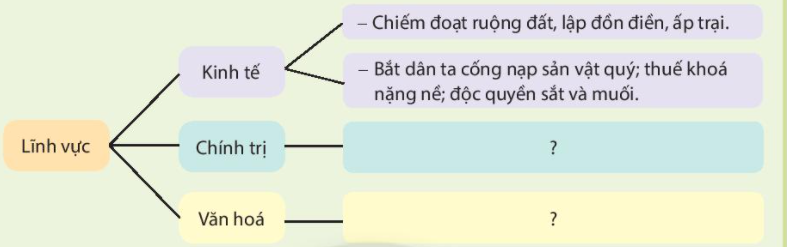 – Chiếm đoạt ruộng đất, lập đồn điền, ấp trại.
Kinh tế
– Bắt dân ta cống nạp sản vật quý; thuế khoá
nặng nề; độc quyền sắt và muối.
Lĩnh vực
Chính trị
?
Văn hoá
?